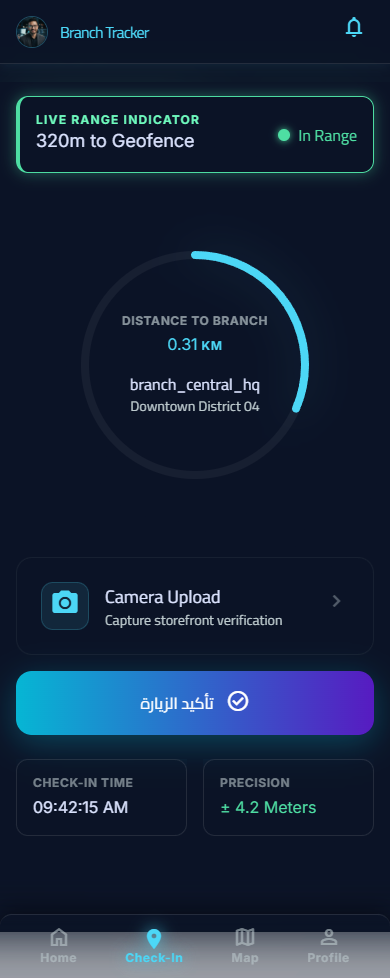 Branch Tracker
LIVE RANGE INDICATOR
320m to Geofence
In Range
DISTANCE TO BRANCH
0.31 KM
branch_central_hq
Downtown District 04
Camera Upload
Capture storefront verification
تأكيد الزيارة
CHECK-IN TIME
09:42:15 AM
PRECISION
± 4.2 Meters
Home
Check-In
Map
Profile